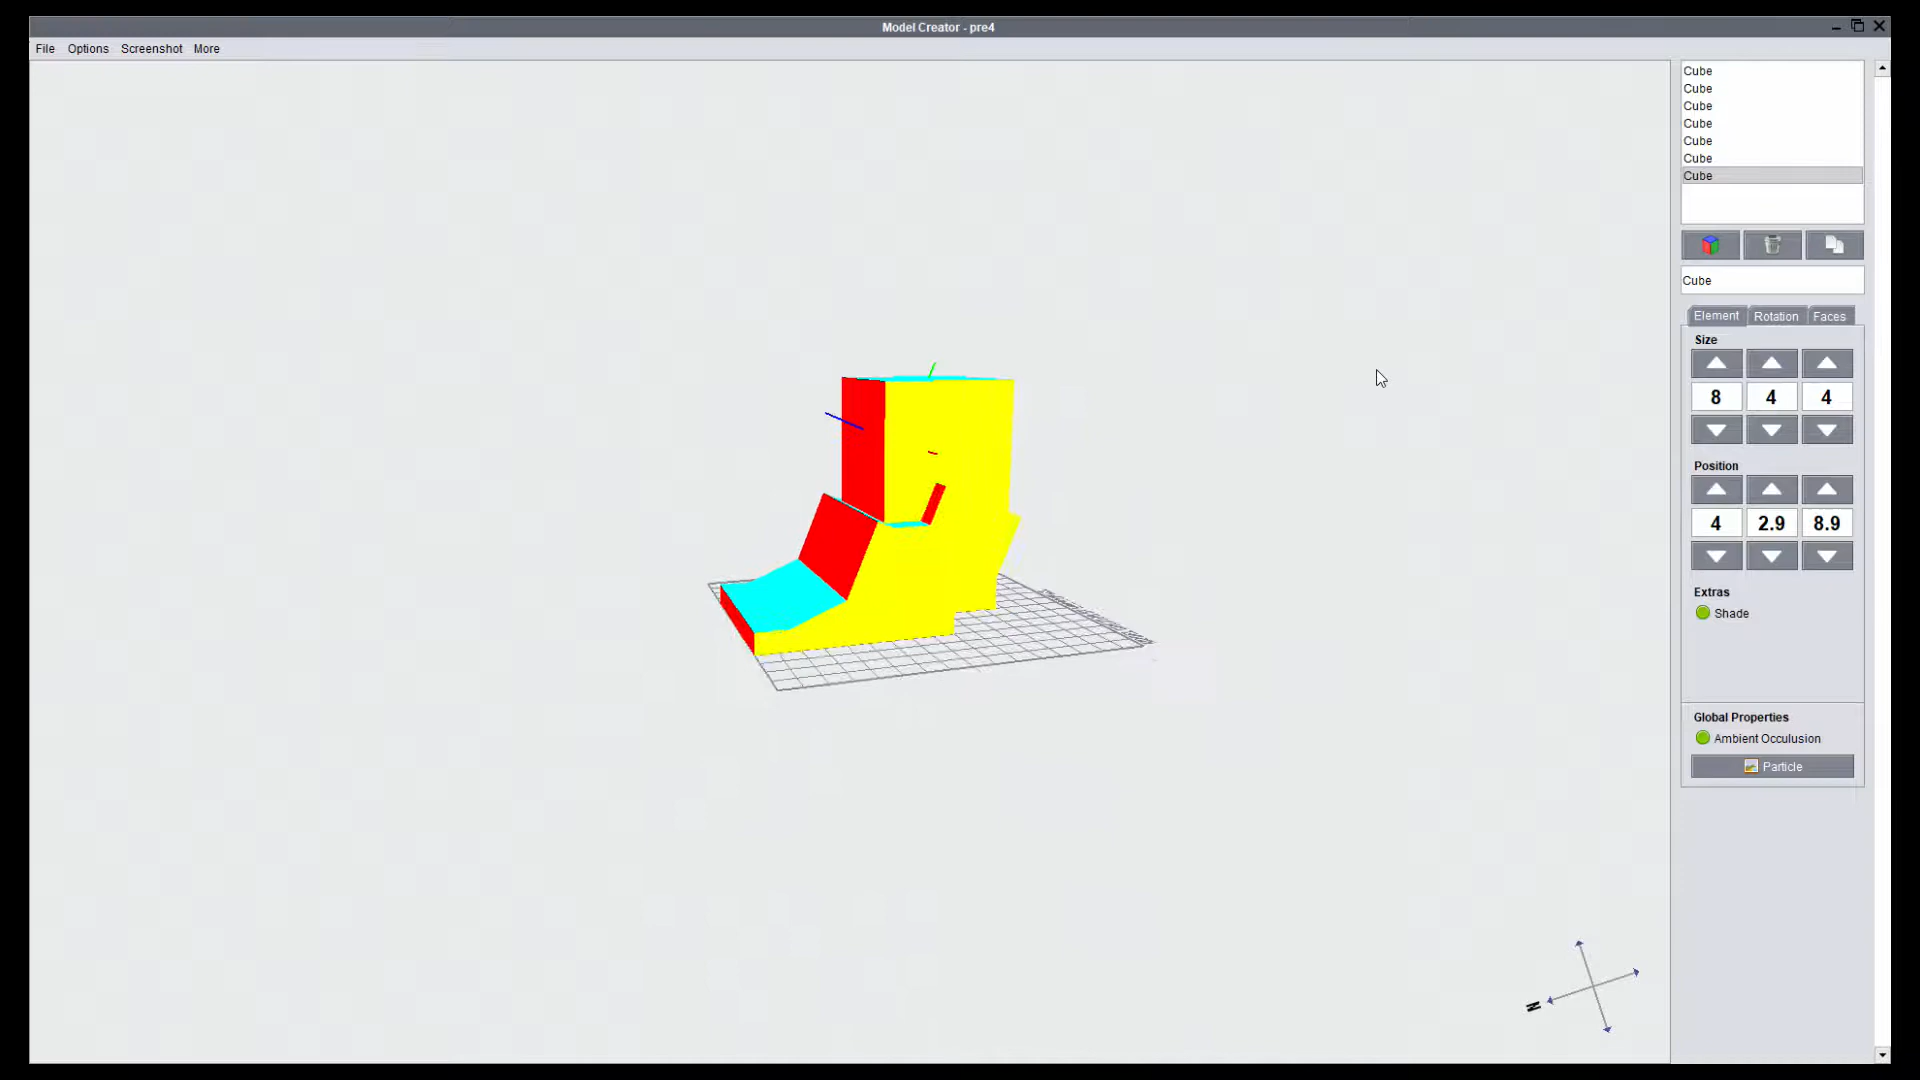 Model Creator - pre4
File Options Screenshot More
Cube
Cube
Cube
Cube
Cube
Cube
Cube
Cube
Element Rotation Faces
Size
8 4 4
Position
4 2.9 8.9
Extras
Shade
Global Properties
Ambient Occulusion
Particle
N